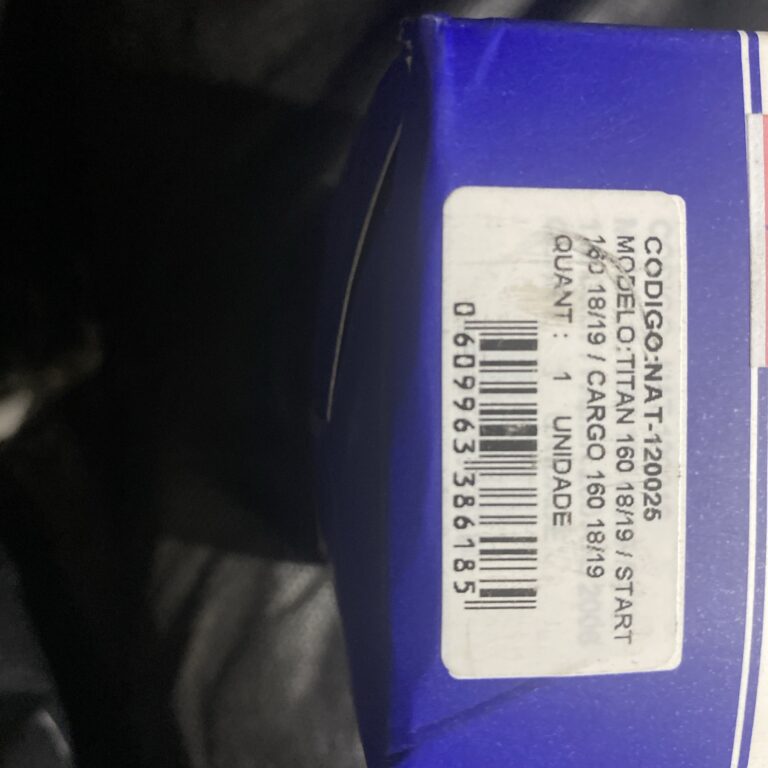 CODIGO:NAT-120025
MODELO:TITAN 160 18/19 / START
160 18/19 / CARGO 160 18/19
QUANT : 1 UNIDADE
0 609963 386185